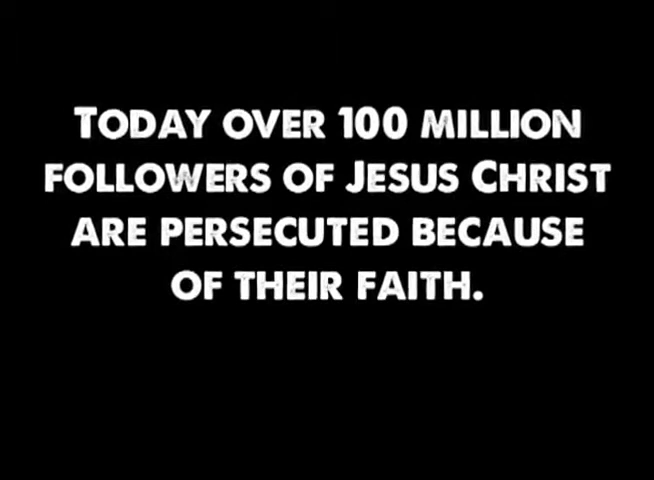 TODAY OVER 100 MILLION
FOLLOWERS OF JESUS CHRIST
ARE PERSECUTED BECAUSE
OF THEIR FAITH.